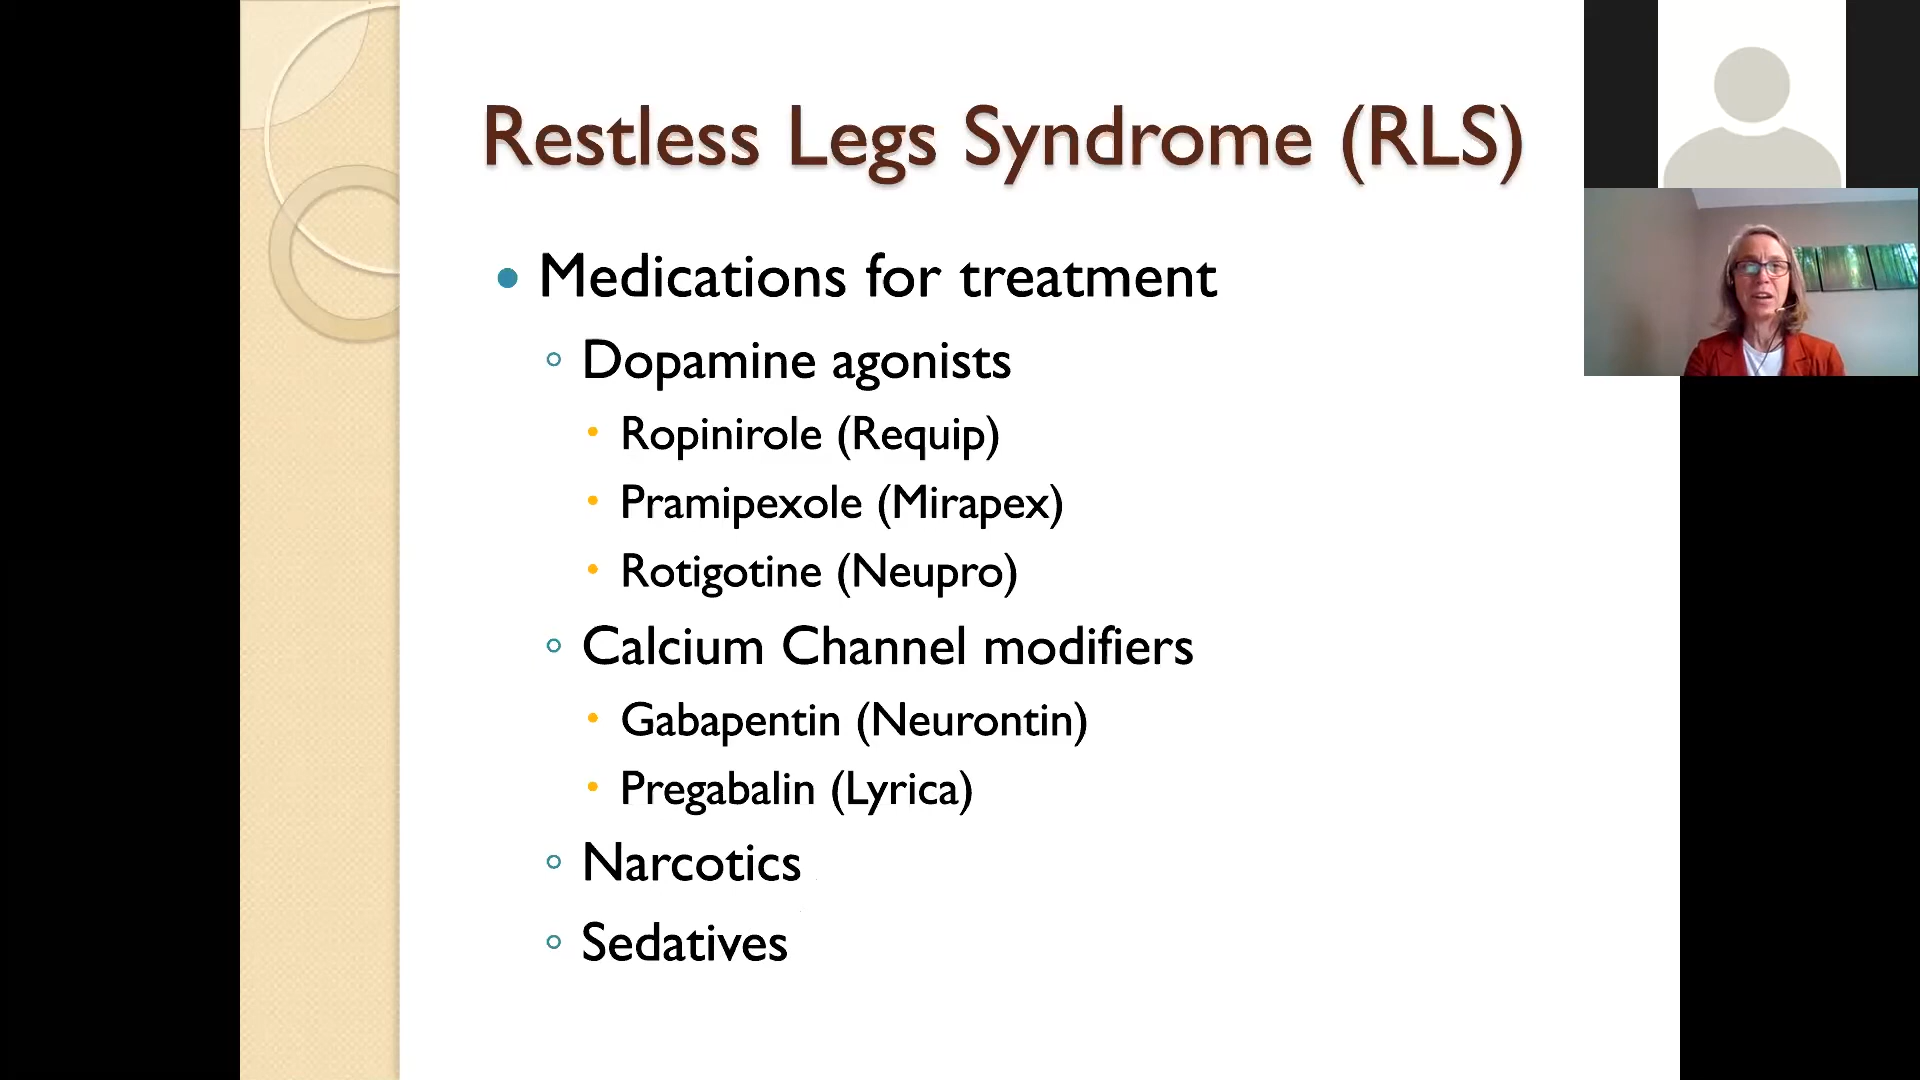 Restless Legs Syndrome (RLS)
Medications for treatment
Dopamine agonists
Ropinirole (Requip)
Pramipexole (Mirapex)
Rotigotine (Neupro)
Calcium Channel modifiers
Gabapentin (Neurontin)
Pregabalin (Lyrica)
Narcotics
Sedatives